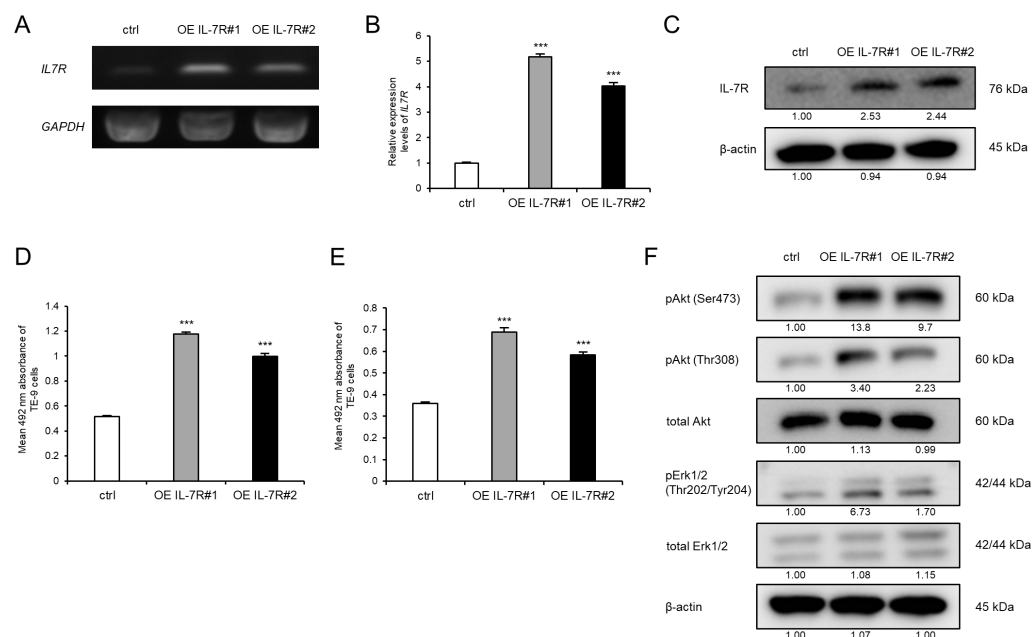 A
ctrl OE IL-7R#1 OE IL-7R#2
IL7R
GAPDH
B
Relative expression
levels of IL7R
6
5
4
3
2
1
0
***
***
ctrl OE IL-7R#1 OE IL-7R#2
C
ctrl OE IL-7R#1 OE IL-7R#2
IL-7R 76 kDa
1.00 2.53 2.44
β-actin 45 kDa
1.00 0.94 0.94
D
Mean 492 nm absorbance of
TE-9 cells
1.4
1.2
1
0.8
0.6
0.4
0.2
0
***
***
ctrl OE IL-7R#1 OE IL-7R#2
E
Mean 492 nm absorbance of
TE-9 cells
0.8
0.7
0.6
0.5
0.4
0.3
0.2
0.1
0
***
***
ctrl OE IL-7R#1 OE IL-7R#2
F
ctrl OE IL-7R#1 OE IL-7R#2
pAkt (Ser473) 60 kDa
1.00 13.8 9.7
pAkt (Thr308) 60 kDa
1.00 3.40 2.23
total Akt 60 kDa
1.00 1.13 0.99
pErk1/2
(Thr202/Tyr204) 42/44 kDa
1.00 6.73 1.70
total Erk1/2 42/44 kDa
1.00 1.08 1.15
β-actin 45 kDa
1.00 1.07 1.00